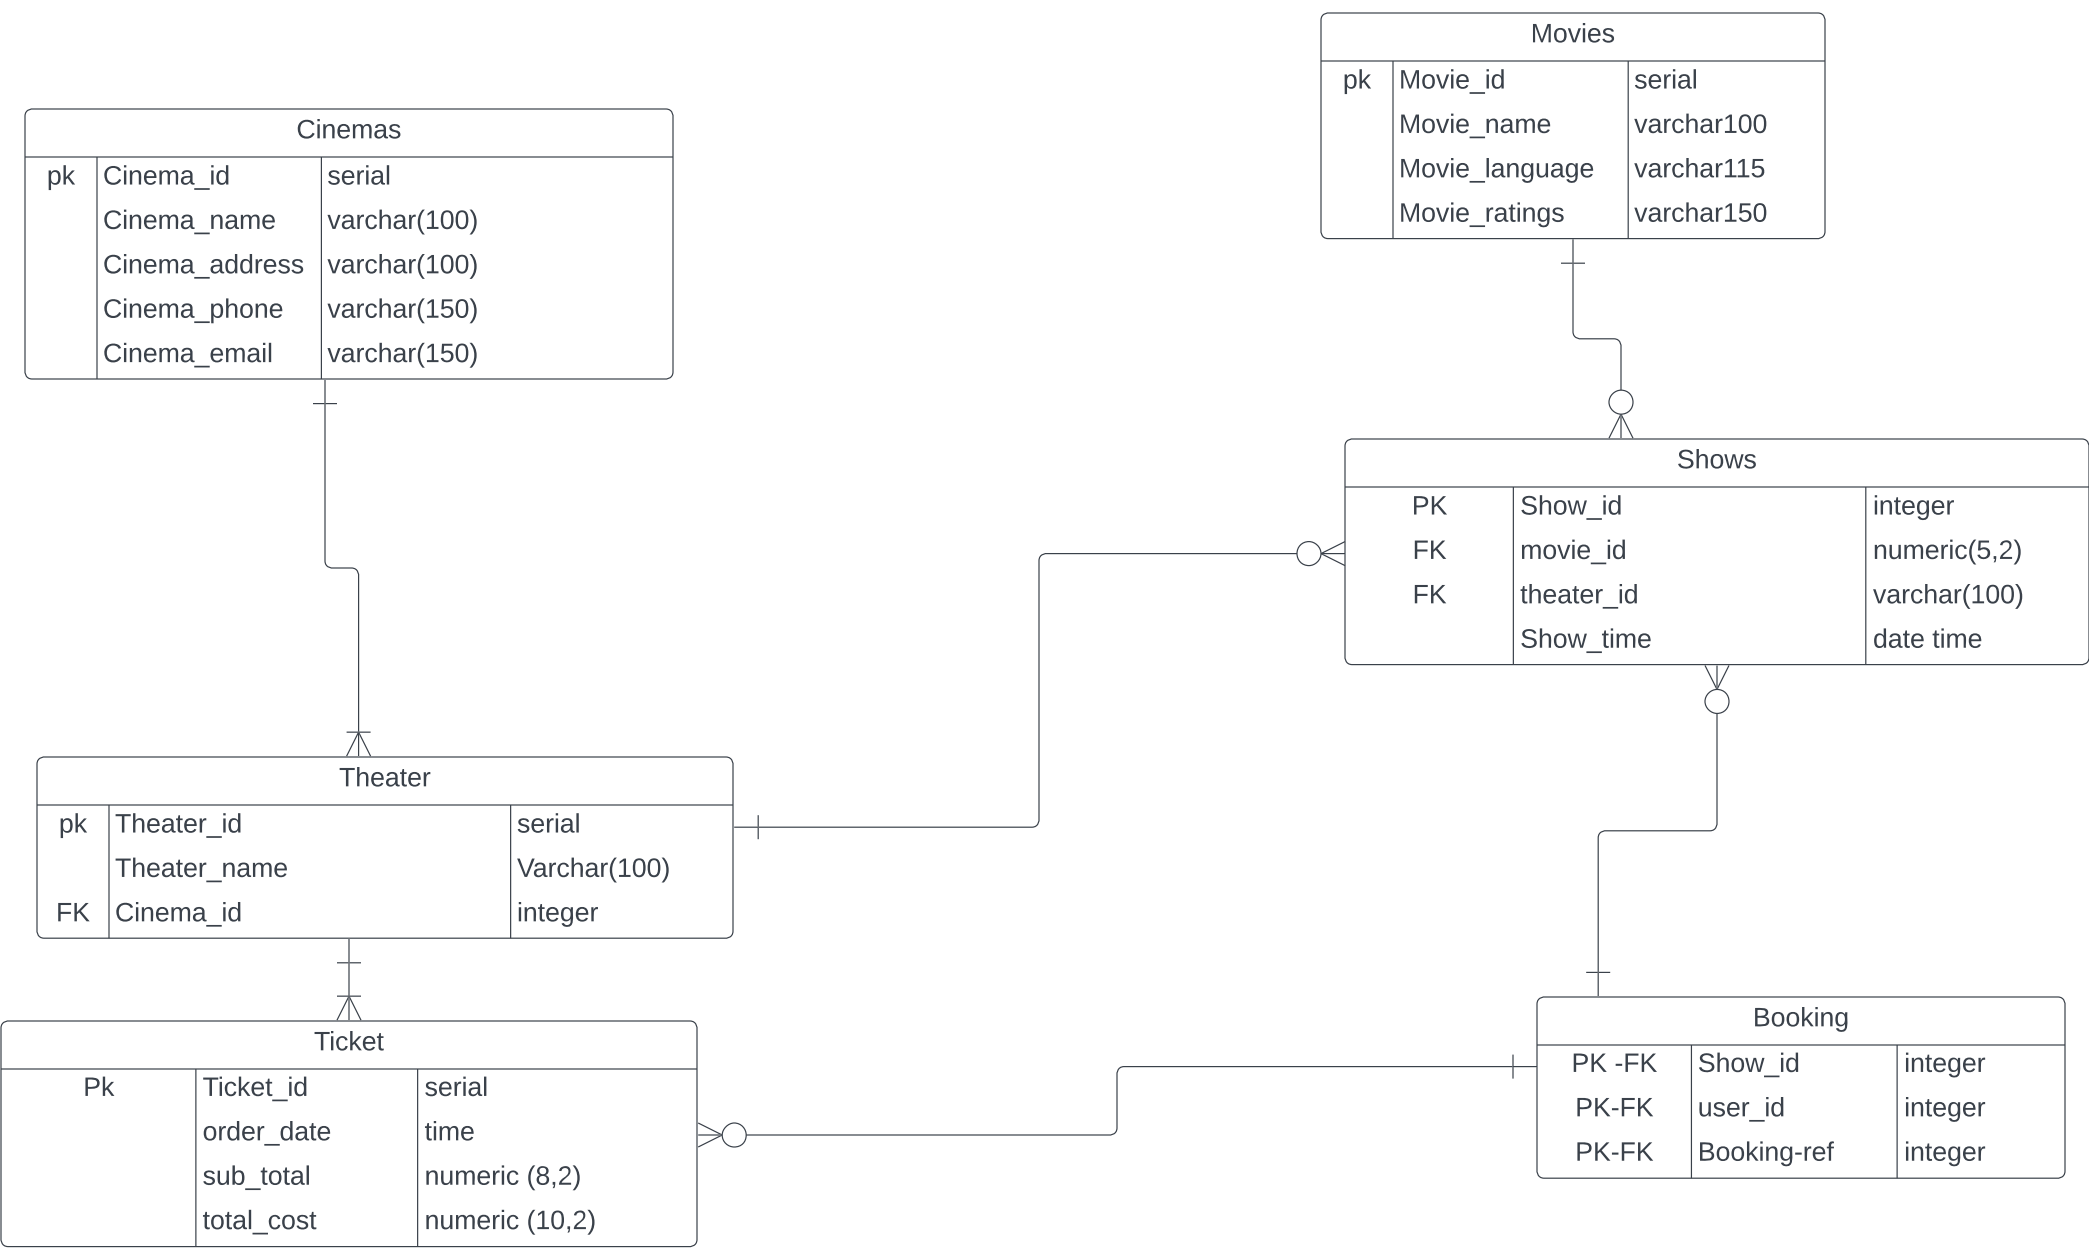 Movies
pk Movie_id serial
Movie_name varchar100
Movie_language varchar115
Movie_ratings varchar150
Cinemas
pk Cinema_id serial
Cinema_name varchar(100)
Cinema_address varchar(100)
Cinema_phone varchar(150)
Cinema_email varchar(150)
Shows
PK Show_id integer
FK movie_id numeric(5,2)
FK theater_id varchar(100)
Show_time date time
Theater
pk Theater_id serial
Theater_name Varchar(100)
FK Cinema_id integer
Ticket
Pk Ticket_id serial
order_date time
sub_total numeric (8,2)
total_cost numeric (10,2)
Booking
PK -FK Show_id integer
PK-FK user_id integer
PK-FK Booking-ref integer